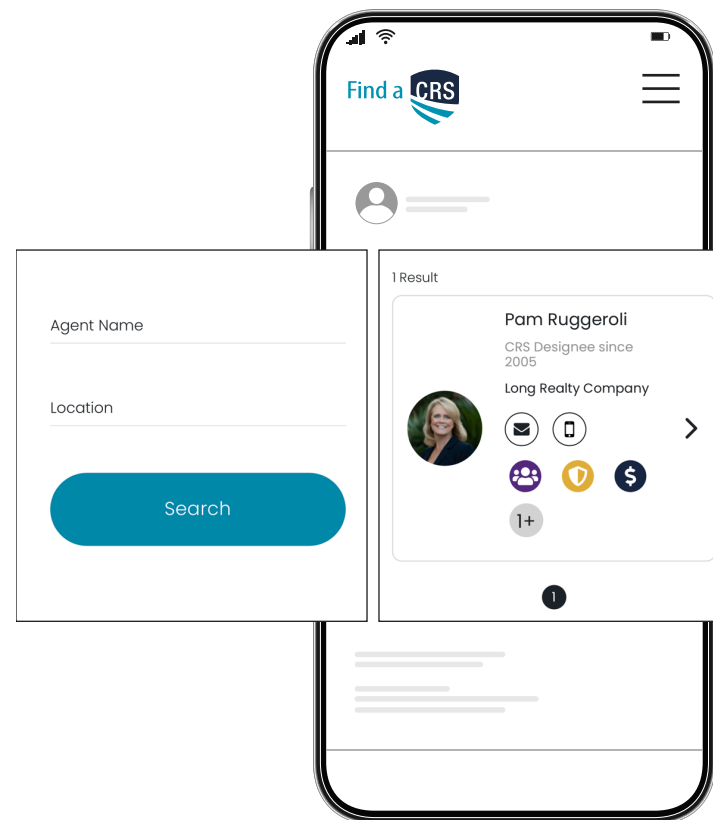 Find a CRS
Agent Name
Location
Search
1 Result
Pam Ruggeroli
CRS Designee since
2005
Long Realty Company
$
1+
1